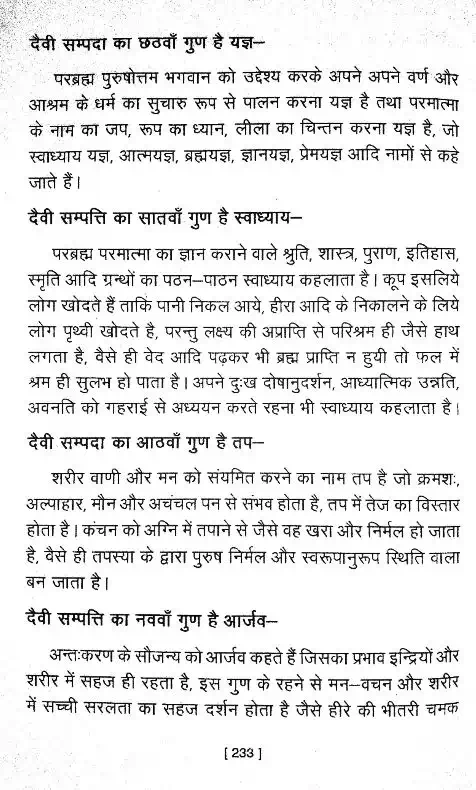 दैवी सम्पदा का छठवाँ गुण है यज्ञ–
परब्रह्म पुरुषोत्तम भगवान को उद्देश्य करके अपने अपने वर्ण और
आश्रम के धर्म का सुचारु रूप से पालन करना यज्ञ है तथा परमात्मा
के नाम का जप, रूप का ध्यान, लीला का चिन्तन करना यज्ञ है, जो
स्वाध्याय यज्ञ, आत्मयज्ञ, ब्रह्मयज्ञ, ज्ञानयज्ञ, प्रेमयज्ञ आदि नामों से कहे
जाते हैं।
दैवी सम्पत्ति का सातवाँ गुण है स्वाध्याय–
परब्रह्म परमात्मा का ज्ञान कराने वाले श्रुति, शास्त्र, पुराण, इतिहास,
स्मृति आदि ग्रन्थों का पठन–पाठन स्वाध्याय कहलाता है। कूप इसलिये
लोग खोदते हैं ताकि पानी निकल आये, हीरा आदि के निकालने के लिये
लोग पृथ्वी खोदते है, परन्तु लक्ष्य की अप्राप्ति से परिश्रम ही जैसे हाथ
लगता है, वैसे ही वेद आदि पढ़कर भी ब्रह्म प्राप्ति न हुयी तो फल में
श्रम ही सुलभ हो पाता है। अपने दुःख दोषानुदर्शन, आध्यात्मिक उन्नति,
अवनति को गहराई से अध्ययन करते रहना भी स्वाध्याय कहलाता है।
दैवी सम्पदा का आठवाँ गुण है तप–
शरीर वाणी और मन को संयमित करने का नाम तप है जो क्रमशः,
अल्पाहार, मौन और अचंचल पन से संभव होता है, तप में तेज का विस्तार
होता है। कंचन को अग्नि में तपाने से जैसे वह खरा और निर्मल हो जाता
है, वैसे ही तपस्या के द्वारा पुरुष निर्मल और स्वरूपानुरूप स्थिति वाला
बन जाता है।
दैवी सम्पत्ति का नववाँ गुण है आर्जव–
अन्तःकरण के सौजन्य को आर्जव कहते हैं जिसका प्रभाव इन्द्रियों और
शरीर में सहज ही रहता है, इस गुण के रहने से मन–वचन और शरीर
में सच्ची सरलता का सहज दर्शन होता है जैसे हीरे की भीतरी चमक
[ 233 ]